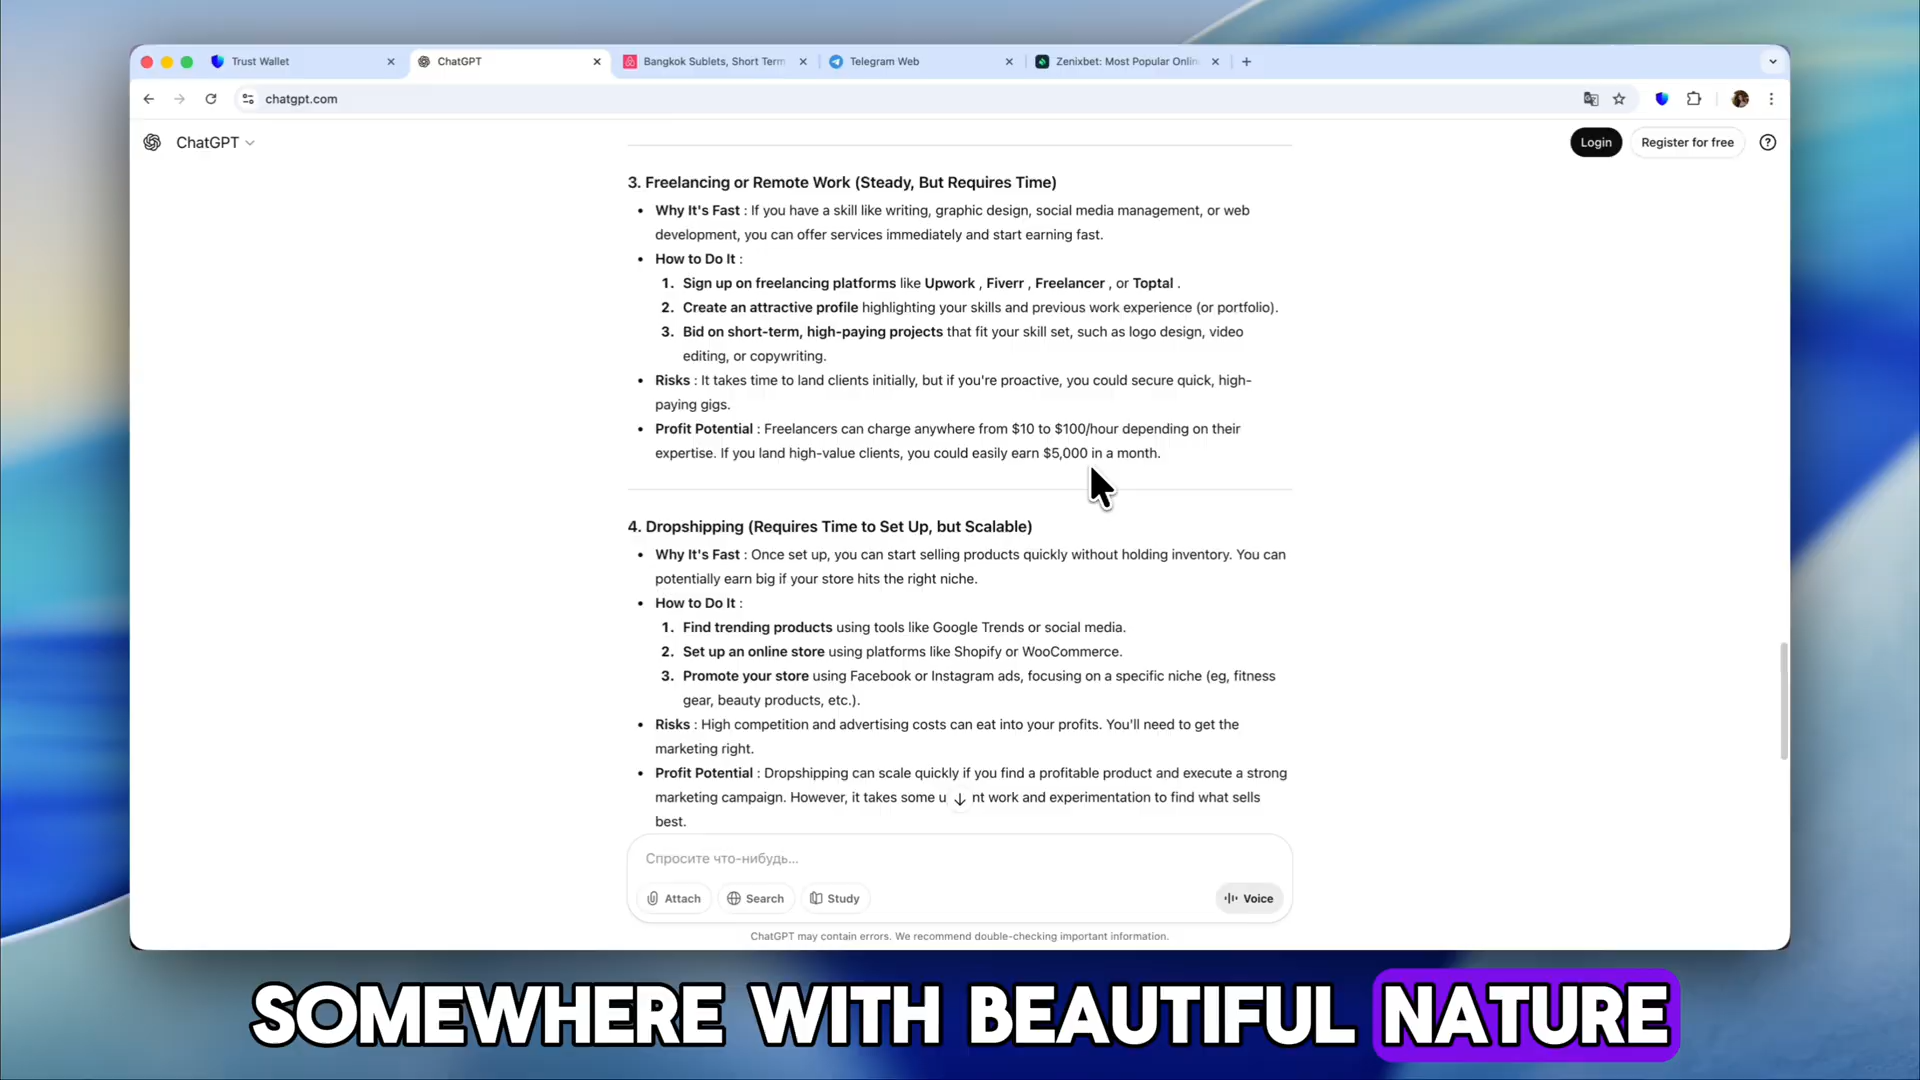 Trust Wallet
ChatGPT
Bangkok Sublets, Short Term
Telegram Web
Zenixbet: Most Popular Onlin
chatgpt.com
ChatGPT
Login
Register for free
3. Freelancing or Remote Work (Steady, But Requires Time)
• Why It's Fast : If you have a skill like writing, graphic design, social media management, or web
development, you can offer services immediately and start earning fast.
• How to Do It :
1. Sign up on freelancing platforms like Upwork , Fiverr , Freelancer , or Toptal .
2. Create an attractive profile highlighting your skills and previous work experience (or portfolio).
3. Bid on short-term, high-paying projects that fit your skill set, such as logo design, video
editing, or copywriting.
• Risks : It takes time to land clients initially, but if you're proactive, you could secure quick, high-
paying gigs.
• Profit Potential : Freelancers can charge anywhere from $10 to $100/hour depending on their
expertise. If you land high-value clients, you could easily earn $5,000 in a month.
4. Dropshipping (Requires Time to Set Up, but Scalable)
• Why It's Fast : Once set up, you can start selling products quickly without holding inventory. You can
potentially earn big if your store hits the right niche.
• How to Do It :
1. Find trending products using tools like Google Trends or social media.
2. Set up an online store using platforms like Shopify or WooCommerce.
3. Promote your store using Facebook or Instagram ads, focusing on a specific niche (eg, fitness
gear, beauty products, etc.).
• Risks : High competition and advertising costs can eat into your profits. You'll need to get the
marketing right.
• Profit Potential : Dropshipping can scale quickly if you find a profitable product and execute a strong
marketing campaign. However, it takes some u nt work and experimentation to find what sells
best.
Спросите что-нибудь...
Attach
Search
Study
Voice
ChatGPT may contain errors. We recommend double-checking important information.
SOMEWHERE WITH BEAUTIFUL NATURE